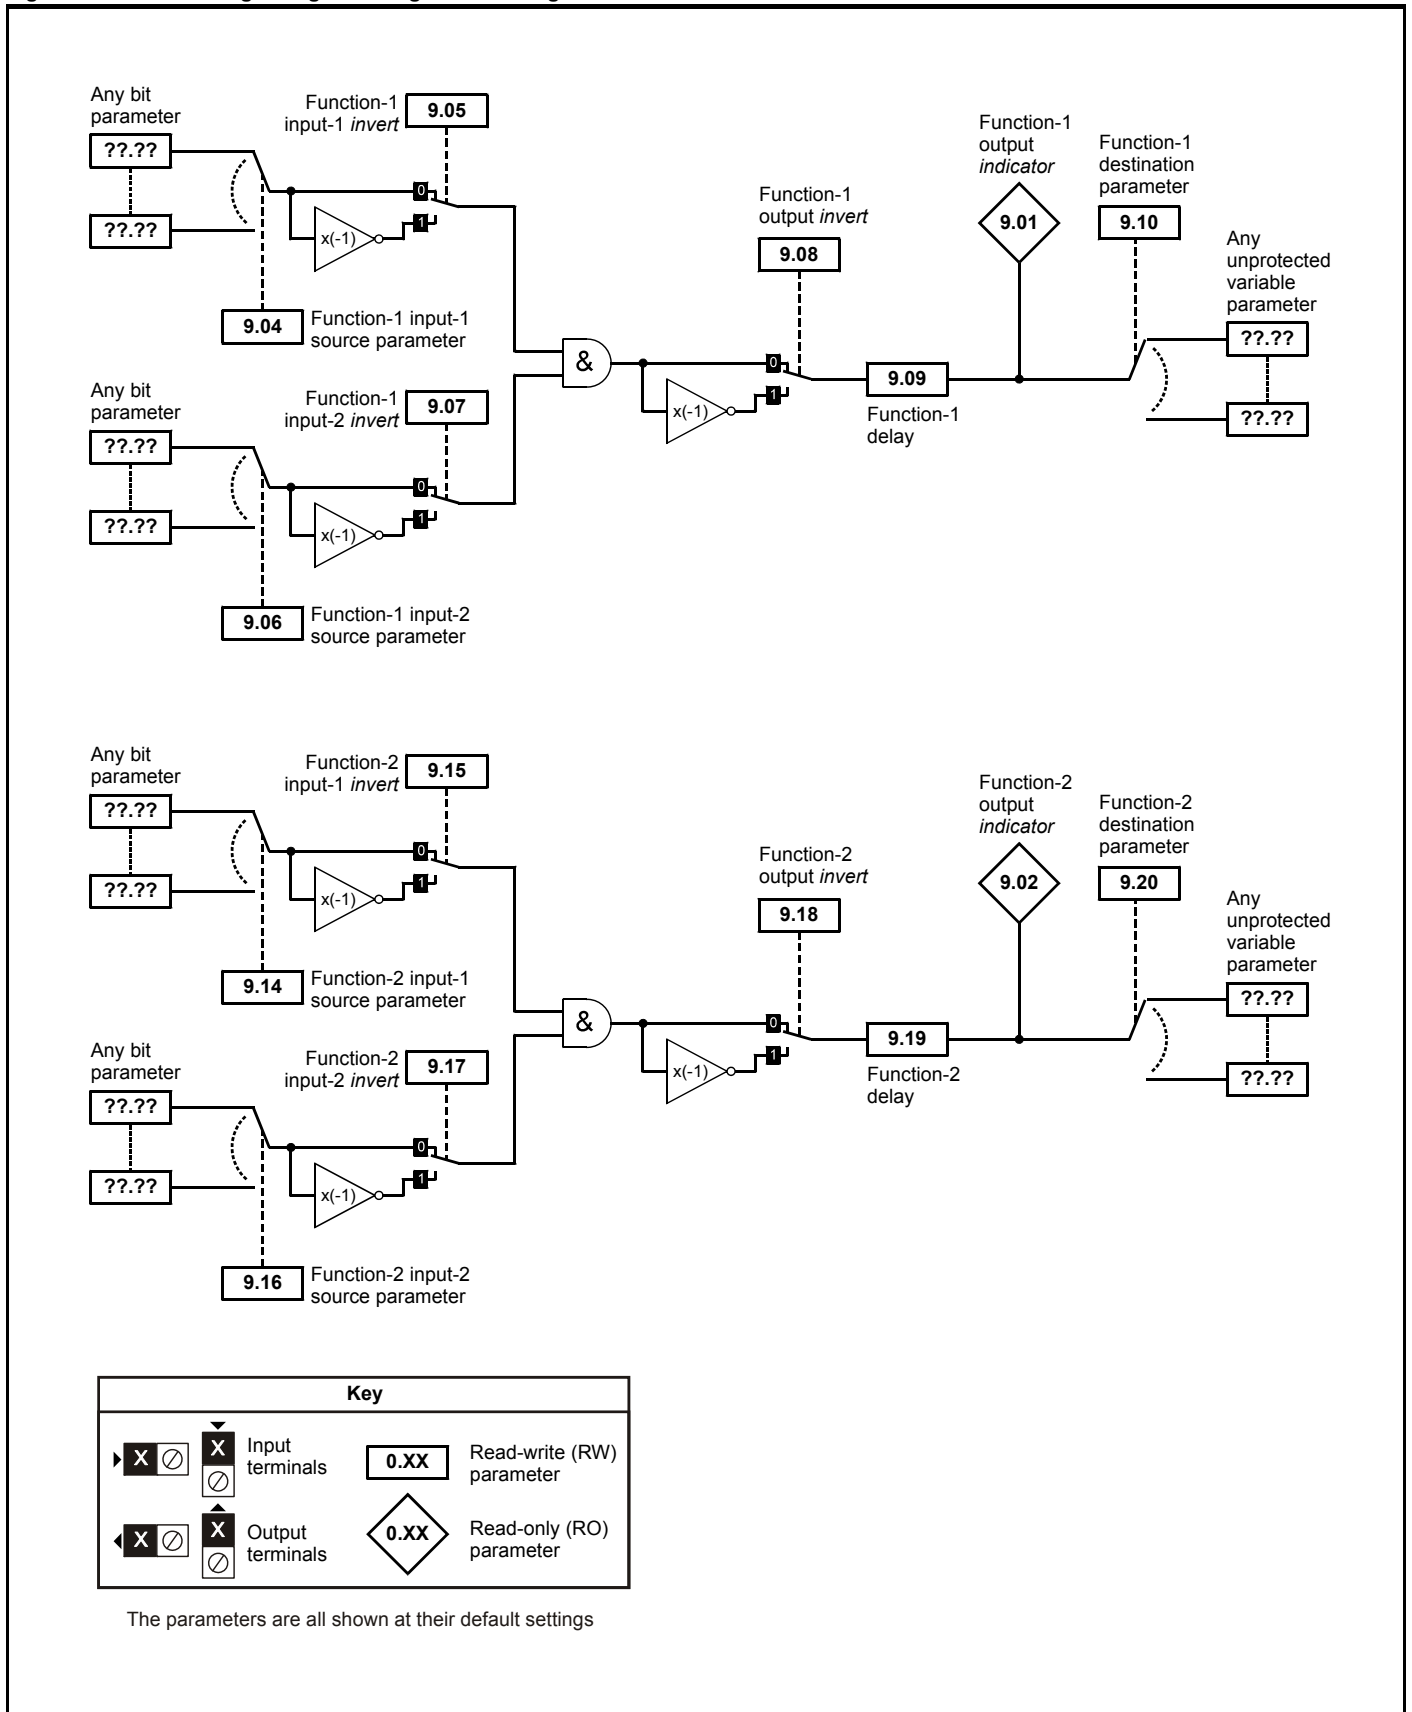 Any bit
parameter
??.??
??.??
Function-1
input-1 invert
9.05
0
1
x(-1)
9.04
Function-1 input-1
source parameter
Any bit
parameter
??.??
??.??
Function-1
input-2 invert
9.07
0
1
x(-1)
9.06
Function-1 input-2
source parameter
&
Function-1
output invert
9.08
0
1
x(-1)
9.09
Function-1
delay
Function-1
output
indicator
9.01
Function-1
destination
parameter
9.10
Any
unprotected
variable
parameter
??.??
??.??
Any bit
parameter
??.??
??.??
Function-2
input-1 invert
9.15
0
1
x(-1)
9.14
Function-2 input-1
source parameter
Any bit
parameter
??.??
??.??
Function-2
input-2 invert
9.17
0
1
x(-1)
9.16
Function-2 input-2
source parameter
&
Function-2
output invert
9.18
0
1
x(-1)
9.19
Function-2
delay
Function-2
output
indicator
9.02
Function-2
destination
parameter
9.20
Any
unprotected
variable
parameter
??.??
??.??
Key
X
X
Input
terminals
0.XX
Read-write (RW)
parameter
X
X
Output
terminals
0.XX
Read-only (RO)
parameter
The parameters are all shown at their default settings